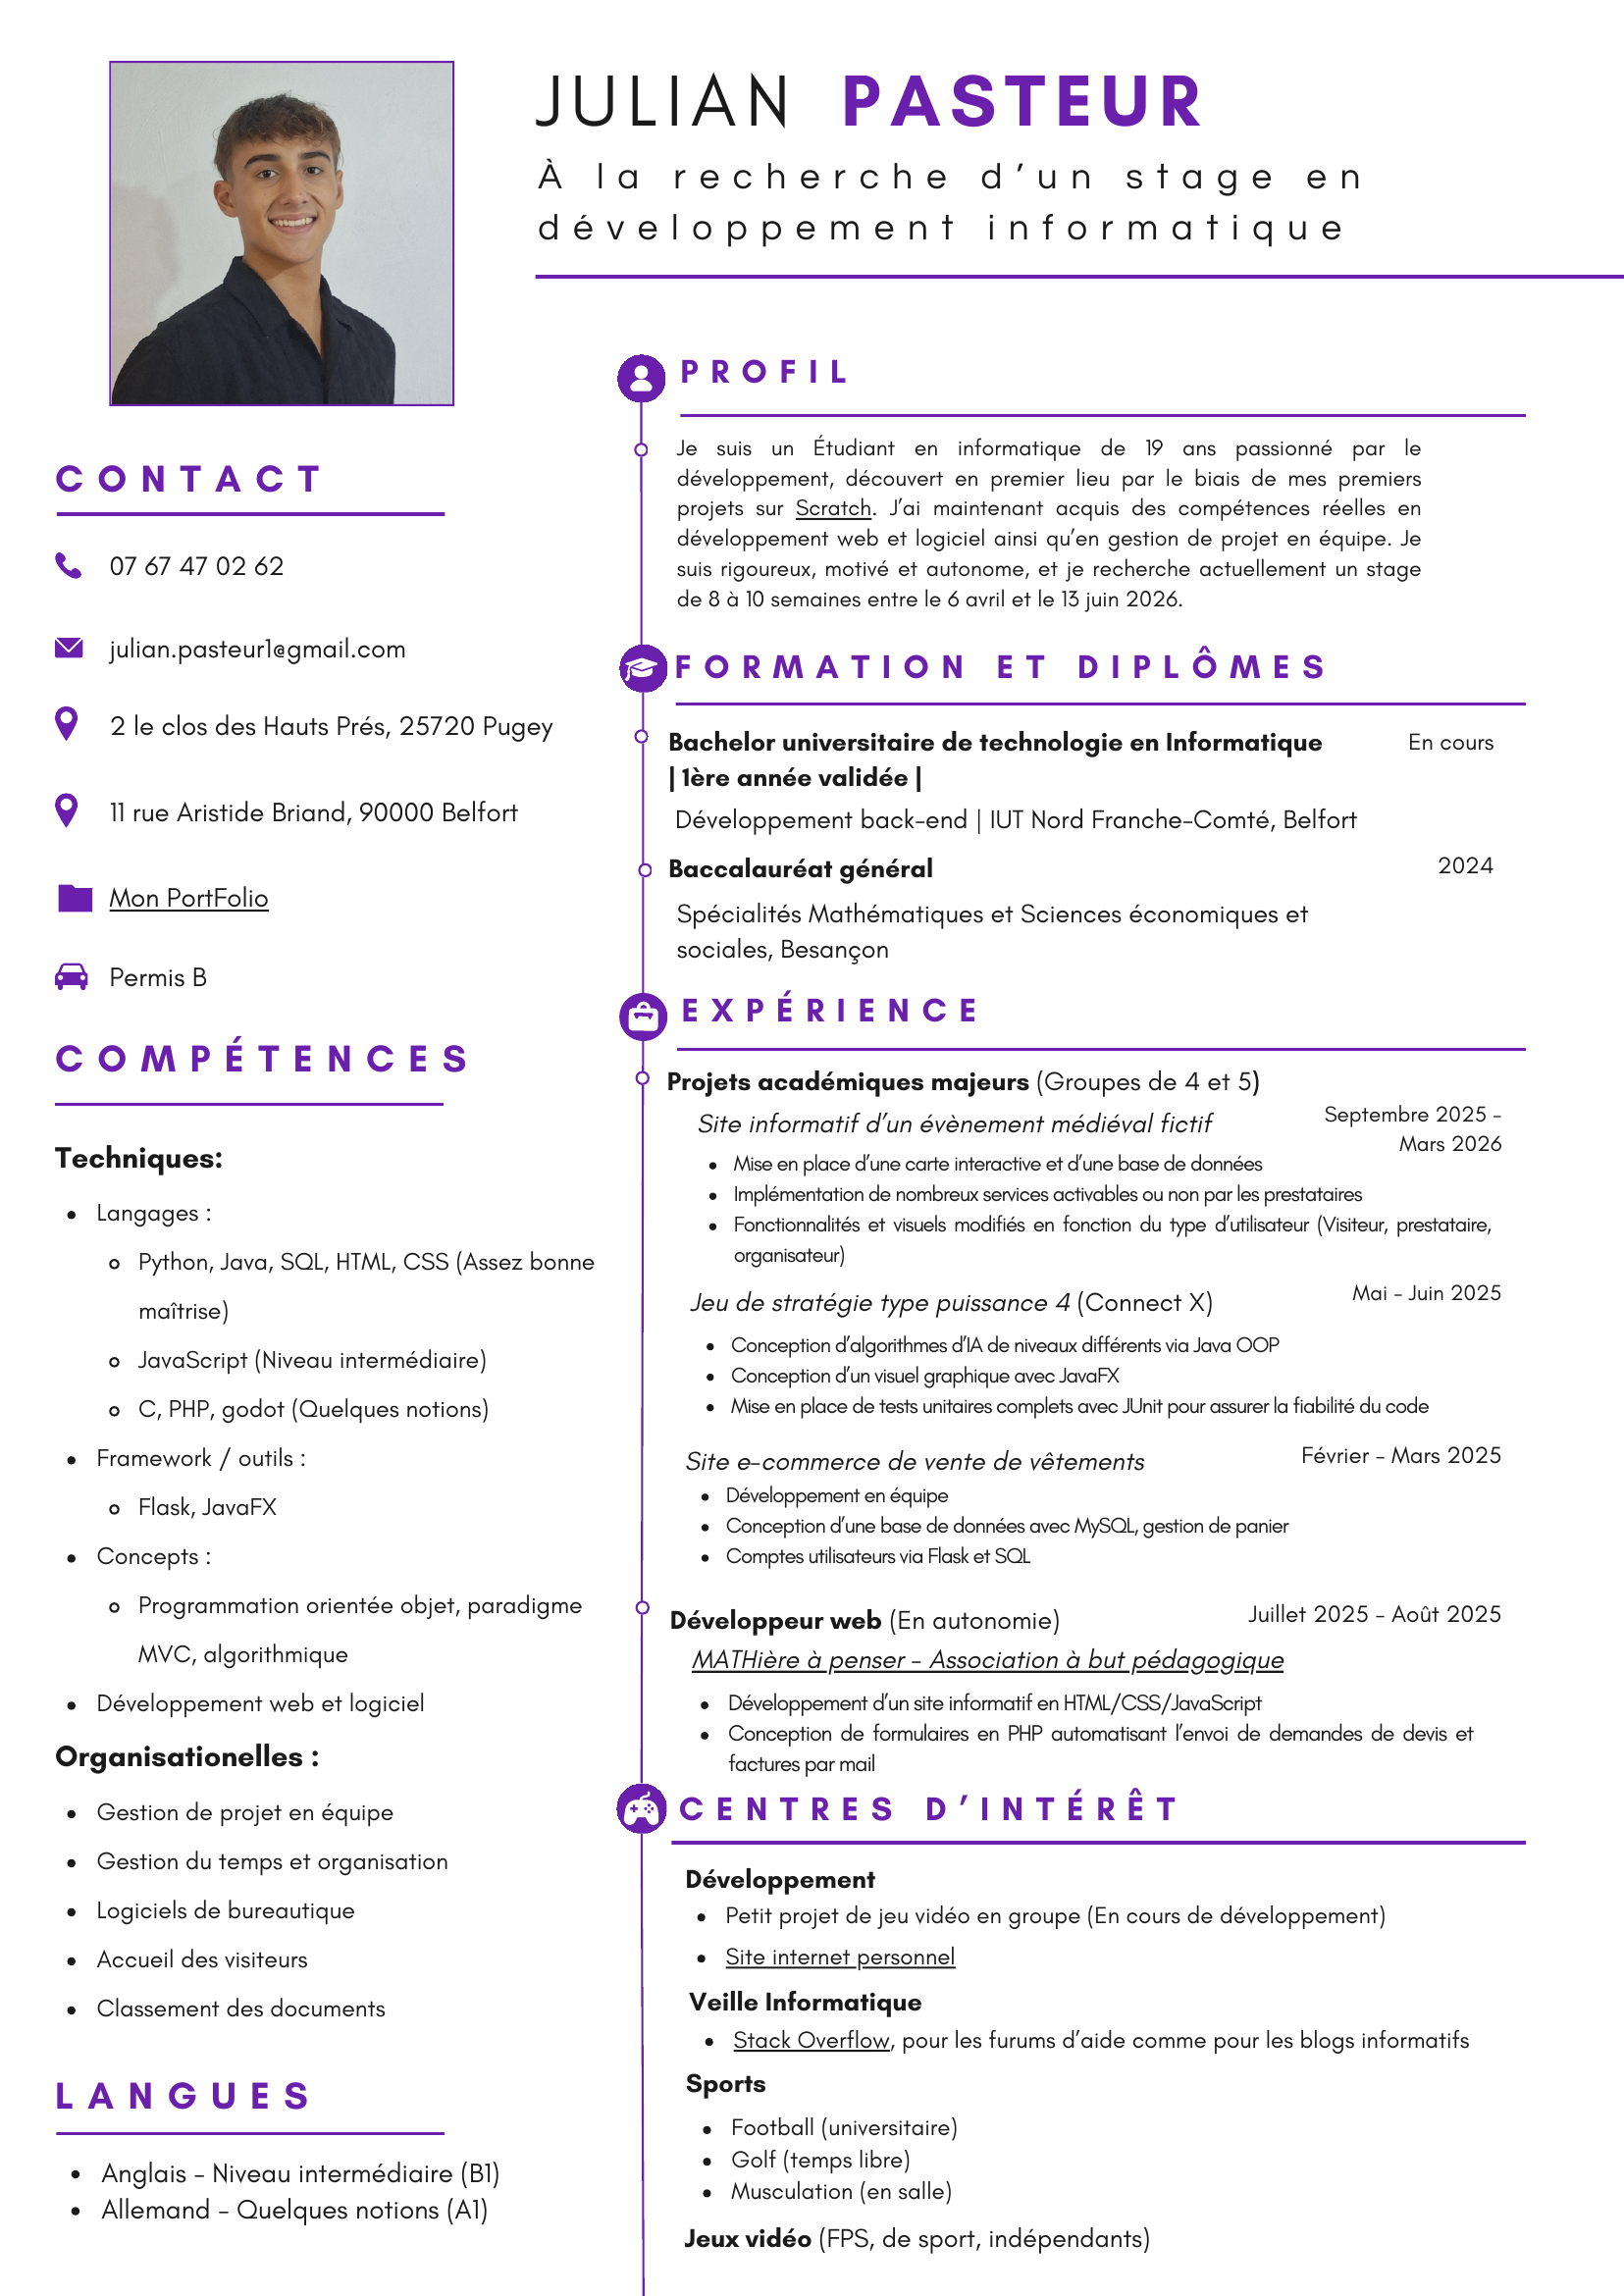 JULIAN PASTEUR
À la recherche d’un stage en
développement informatique
CONTACT
07 67 47 02 62
julian.pasteur1@gmail.com
2 le clos des Hauts Prés, 25720 Pugey
11 rue Aristide Briand, 90000 Belfort
Mon PortFolio
Permis B
COMPÉTENCES
Techniques:
• Langages :
Python, Java, SQL, HTML, CSS (Assez bonne
maîtrise)
JavaScript (Niveau intermédiaire)
C, PHP, godot (Quelques notions)
• Framework / outils :
Flask, JavaFX
• Concepts :
Programmation orientée objet, paradigme
MVC, algorithmique
• Développement web et logiciel
Organisationelles :
• Gestion de projet en équipe
• Gestion du temps et organisation
• Logiciels de bureautique
• Accueil des visiteurs
• Classement des documents
LANGUES
• Anglais - Niveau intermédiaire (B1)
• Allemand - Quelques notions (A1)
PROFIL
Je suis un Étudiant en informatique de 19 ans passionné par le
développement, découvert en premier lieu par le biais de mes premiers
projets sur Scratch. J’ai maintenant acquis des compétences réelles en
développement web et logiciel ainsi qu’en gestion de projet en équipe. Je
suis rigoureux, motivé et autonome, et je recherche actuellement un stage
de 8 à 10 semaines entre le 6 avril et le 13 juin 2026.
FORMATION ET DIPLÔMES
Bachelor universitaire de technologie en Informatique
| 1ère année validée |
En cours
Développement back-end | IUT Nord Franche-Comté, Belfort
Baccalauréat général
2024
Spécialités Mathématiques et Sciences économiques et
sociales, Besançon
EXPÉRIENCE
Projets académiques majeurs (Groupes de 4 et 5)
Site informatif d’un évènement médiéval fictif
Septembre 2025 -
Mars 2026
• Mise en place d’une carte interactive et d’une base de données
• Implémentation de nombreux services activables ou non par les prestataires
• Fonctionnalités et visuels modifiés en fonction du type d’utilisateur (Visiteur, prestataire,
organisateur)
Jeu de stratégie type puissance 4 (Connect X)
Mai - Juin 2025
• Conception d’algorithmes d’IA de niveaux différents via Java OOP
• Conception d’un visuel graphique avec JavaFX
• Mise en place de tests unitaires complets avec JUnit pour assurer la fiabilité du code
Site e-commerce de vente de vêtements
Février - Mars 2025
• Développement en équipe
• Conception d’une base de données avec MySQL, gestion de panier
• Comptes utilisateurs via Flask et SQL
Développeur web (En autonomie)
Juillet 2025 - Août 2025
MATHière à penser - Association à but pédagogique
• Développement d’un site informatif en HTML/CSS/JavaScript
• Conception de formulaires en PHP automatisant l’envoi de demandes de devis et
factures par mail
CENTRES D’INTÉRÊT
Développement
• Petit projet de jeu vidéo en groupe (En cours de développement)
• Site internet personnel
Veille Informatique
• Stack Overflow, pour les furums d’aide comme pour les blogs informatifs
Sports
• Football (universitaire)
• Golf (temps libre)
• Musculation (en salle)
Jeux vidéo (FPS, de sport, indépendants)